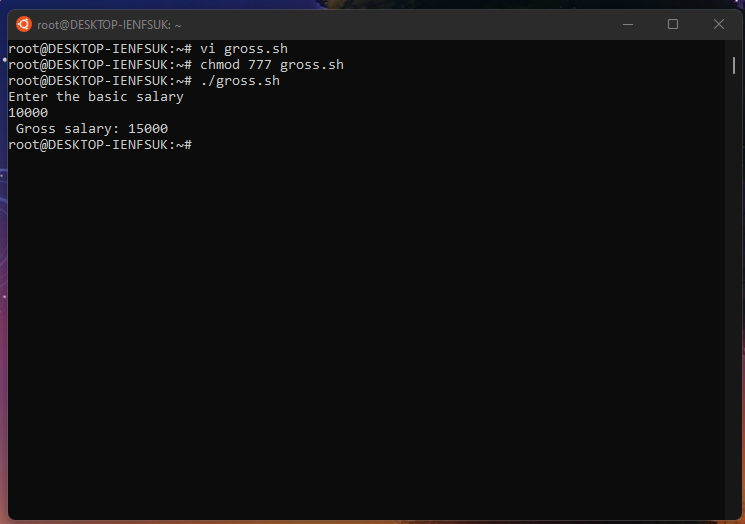 root@DESKTOP-IENFSUK: ~
root@DESKTOP-IENFSUK:~# vi gross.sh
root@DESKTOP-IENFSUK:~# chmod 777 gross.sh
root@DESKTOP-IENFSUK:~# ./gross.sh
Enter the basic salary
10000
 Gross salary: 15000
root@DESKTOP-IENFSUK:~#